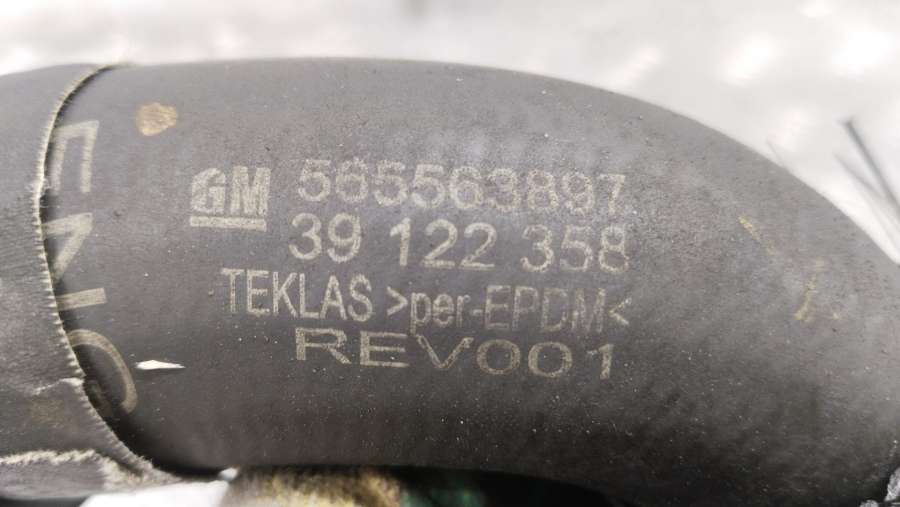 GM 565563897
39 122 358
TEKLAS >per-EPDM<
REV001